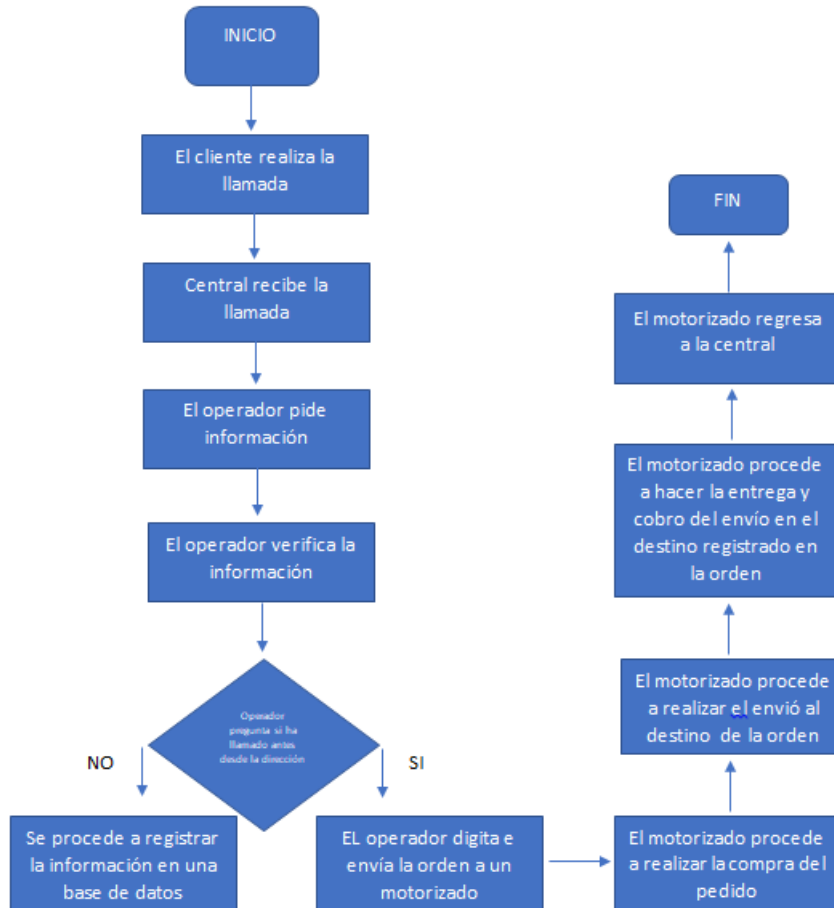 INICIO
El cliente realiza la
llamada
Central recibe la
llamada
El operador pide
información
El operador verifica la
información
Operador
pregunta si ha
llamado antes
desde la dirección
NO
SI
Se procede a registrar
la información en una
base de datos
EL operador digita e
envía la orden a un
motorizado
El motorizado procede
a realizar la compra del
pedido
El motorizado procede
a realizar el envió al
destino de la orden
El motorizado procede
a hacer la entrega y
cobro del envío en el
destino registrado en
la orden
El motorizado regresa
a la central
FIN